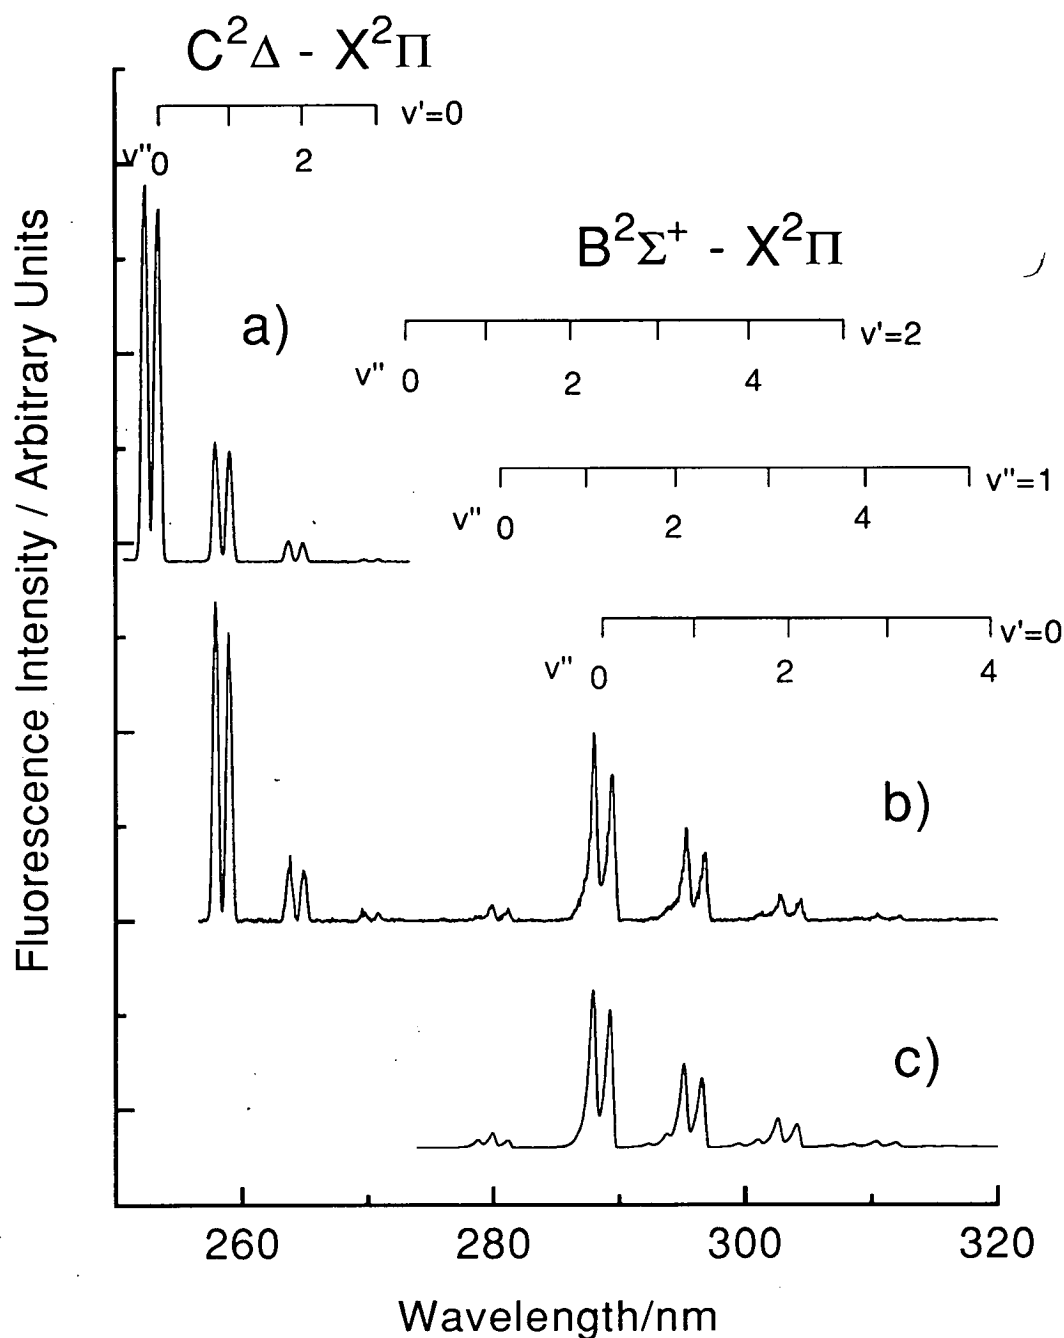 C²Δ - X²Π
v'=0
v'' 0 2
B²Σ⁺ - X²Π
a)
v'=2
v'' 0 2 4
v''=1
v'' 0 2 4
v'=0
v'' 0 2 4
b)
c)
Fluorescence Intensity / Arbitrary Units
260 280 300 320
Wavelength/nm